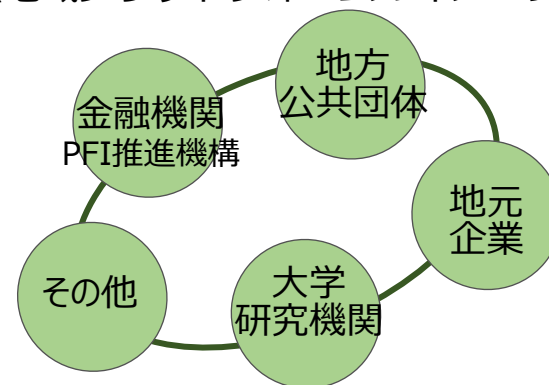 地方
公共団体
金融機関
PFI推進機構
地元
企業
大学
研究機関
その他